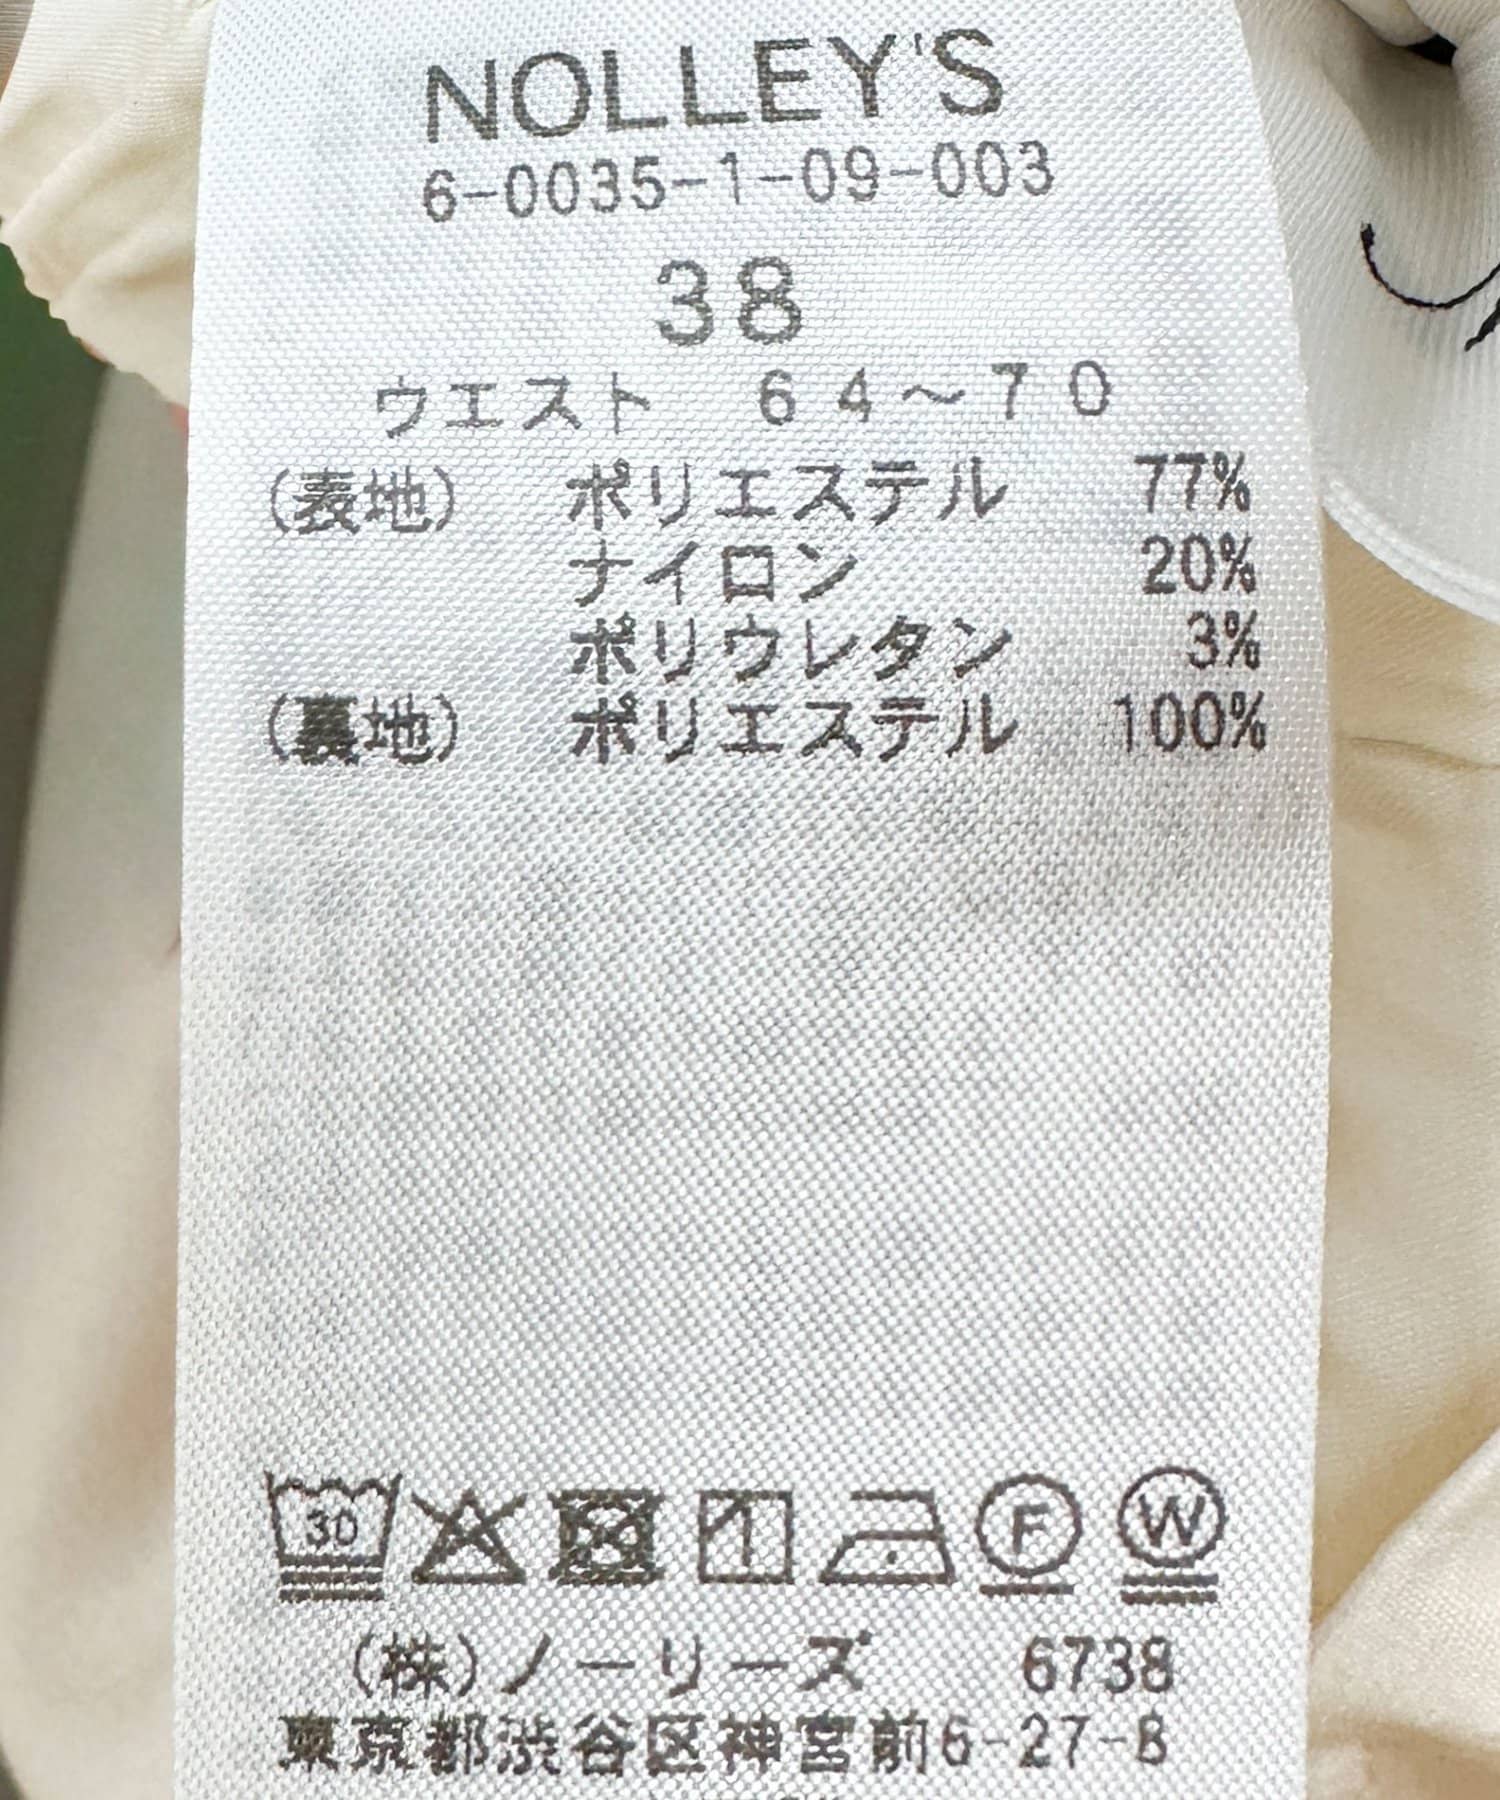 NOLLEY'S
6-0035-1-09-003
38
ウエスト 64～70
(表地) ポリエステル 77%
ナイロン 20%
ポリウレタン 3%
(裏地) ポリエステル 100%
30
1
F
W
(株)ノーリーズ 6738
東京都渋谷区神宮前6-27-8